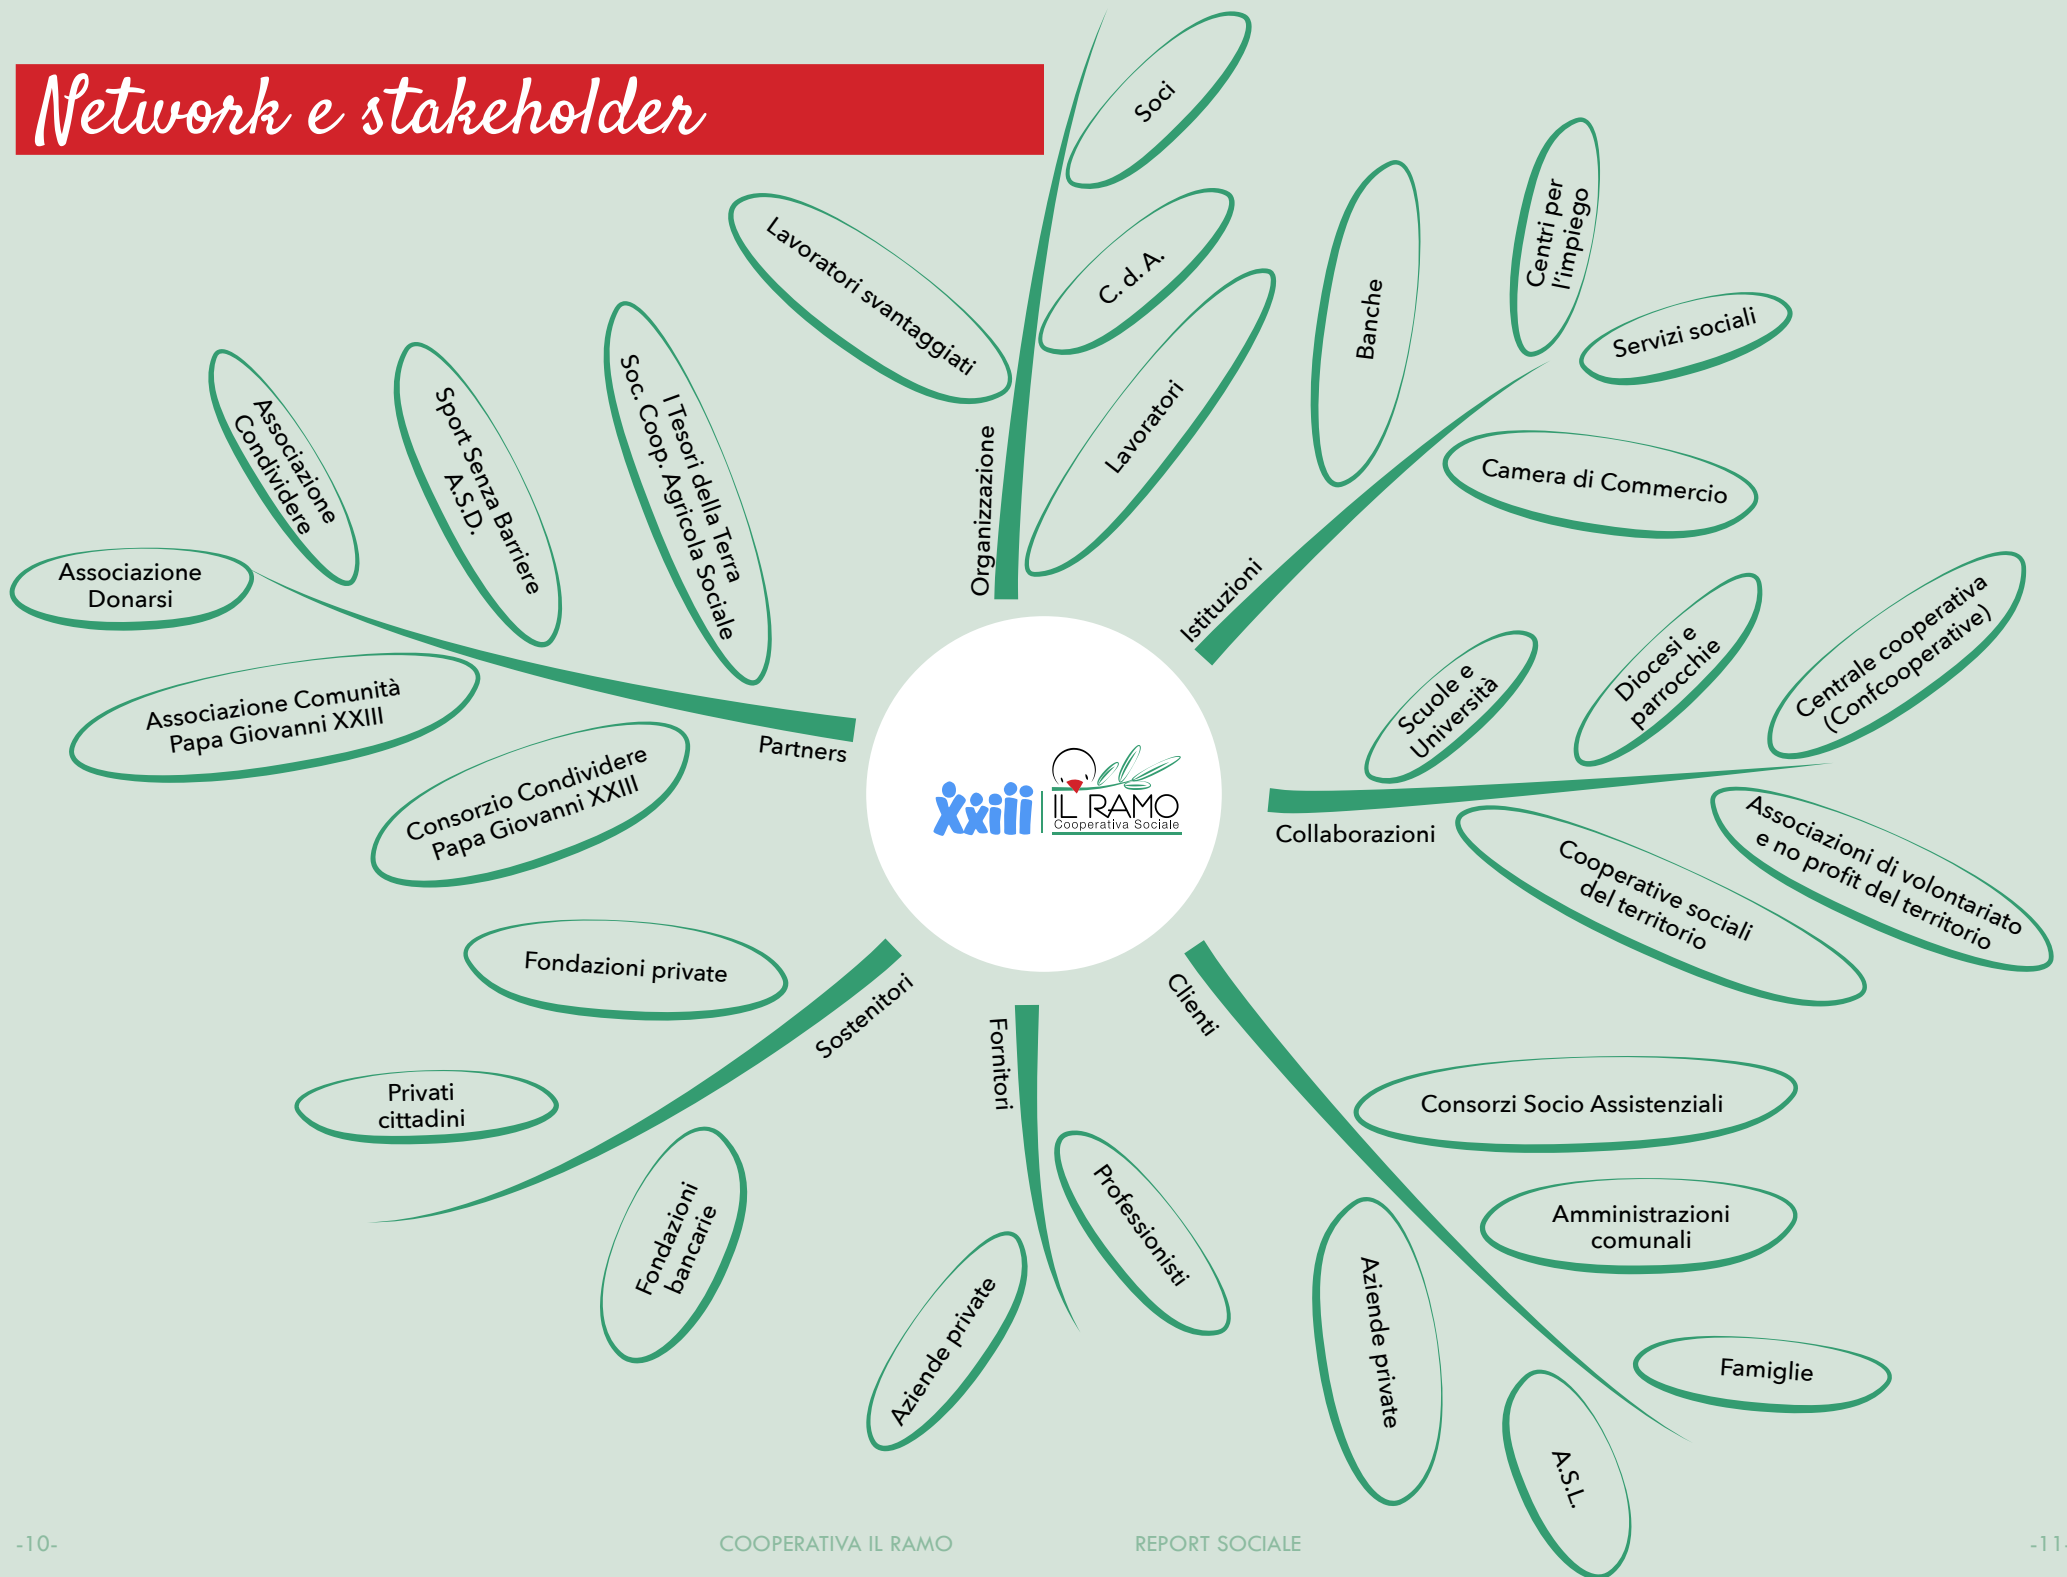 Network e stakeholder
Organizzazione
Soci
C. d. A.
Lavoratori
Lavoratori svantaggiati
Istituzioni
Banche
Centri per
l'impiego
Servizi sociali
Camera di Commercio
Collaborazioni
Scuole e
Università
Diocesi e
parrocchie
Centrale cooperativa
(Confcooperative)
Associazioni di volontariato
e no profit del territorio
Cooperative sociali
del territorio
Clienti
Consorzi Socio Assistenziali
Amministrazioni
comunali
Famiglie
A.S.L.
Aziende private
Fornitori
Professionisti
Aziende private
Sostenitori
Fondazioni private
Privati
cittadini
Fondazioni
bancarie
Partners
I Tesori della Terra
Soc. Coop. Agricola Sociale
Sport Senza Barriere
A.S.D.
Associazione
Condividere
Associazione
Donarsi
Associazione Comunità
Papa Giovanni XXIII
Consorzio Condividere
Papa Giovanni XXIII
Xxiii
IL RAMO
Cooperativa Sociale
-10-
COOPERATIVA IL RAMO
REPORT SOCIALE
-11-